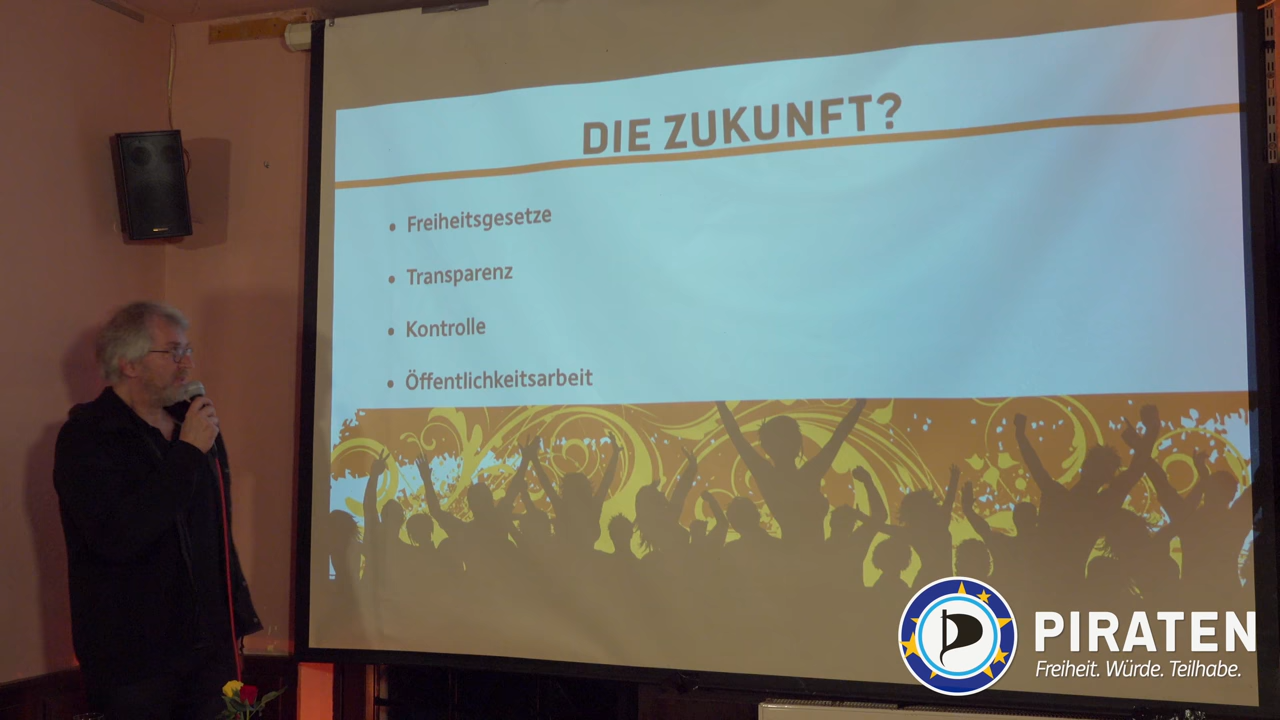 DIE ZUKUNFT?
• Freiheitsgesetze
• Transparenz
• Kontrolle
• Öffentlichkeitsarbeit
PIRATEN
Freiheit. Würde. Teilhabe.